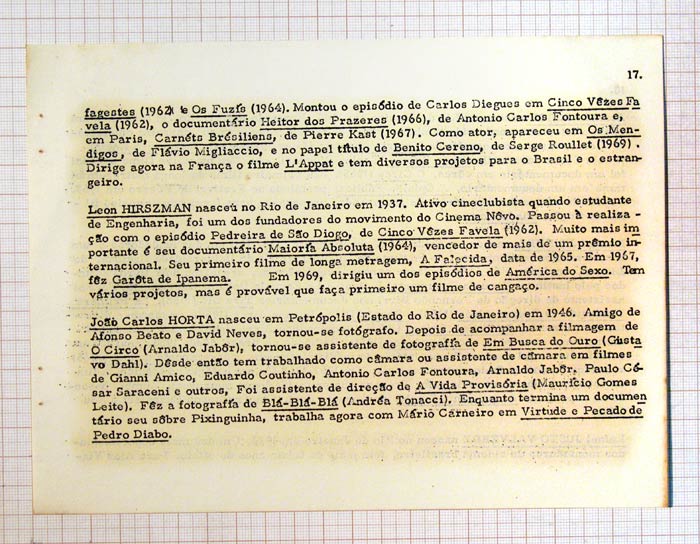 17.
fagestes (1962) e Os Fuzis (1964). Montou o episódio de Carlos Diegues em Cinco Vêzes Fa
vela (1962), o documentário Heitor dos Prazeres (1966), de Antonio Carlos Fontoura e,
em Paris, Carnéts Brésiliens, de Pierre Kast (1967). Como ator, apareceu em Os Men-
digos, de Flávio Migliaccio, e no papel título de Benito Cereno, de Serge Roullet (1969).
Dirige agora na França o filme L'Appat e tem diversos projetos para o Brasil e o estran-
geiro.
Leon HIRSZMAN nasceu no Rio de Janeiro em 1937. Ativo cineclubista quando estudante
de Engenharia, foi um dos fundadores do movimento do Cinema Nôvo. Passou à realiza -
ção com o episódio Pedreira de São Diogo, de Cinco Vêzes Favela (1962). Muito mais im
portante é seu documentário Maioria Absoluta (1964), vencedor de mais de um prêmio in-
ternacional. Seu primeiro filme de longa metragem, A Falecida, data de 1965. Em 1967,
fêz Garôta de Ipanema. Em 1969, dirigiu um dos episódios de América do Sexo. Tem
vários projetos, mas é provável que faça primeiro um filme de cangaço.
João Carlos HORTA nasceu em Petrópolis (Estado do Rio de Janeiro) em 1946. Amigo de
Afonso Beato e David Neves, tornou-se fotógrafo. Depois de acompanhar a filmagem de
O Circo (Arnaldo Jabôr), tornou-se assistente de fotografia de Em Busca do Ouro (Gusta
vo Dahl). Désde então tem trabalhado como câmara ou assistente de câmara em filmes
de Gianni Amico, Eduardo Coutinho, Antonio Carlos Fontoura, Arnaldo Jabôr. Paulo Cé-
sar Saraceni e outros, Foi assistente de direção de A Vida Provisória (Maurício Gomes
Leite). Fêz a fotografia de Blá-Blá-Blá (Andréa Tonacci). Enquanto termina um documen
tário seu sôbre Pixinguinha, trabalha agora com Mário Carneiro em Virtude e Pecado de
Pedro Diabo.